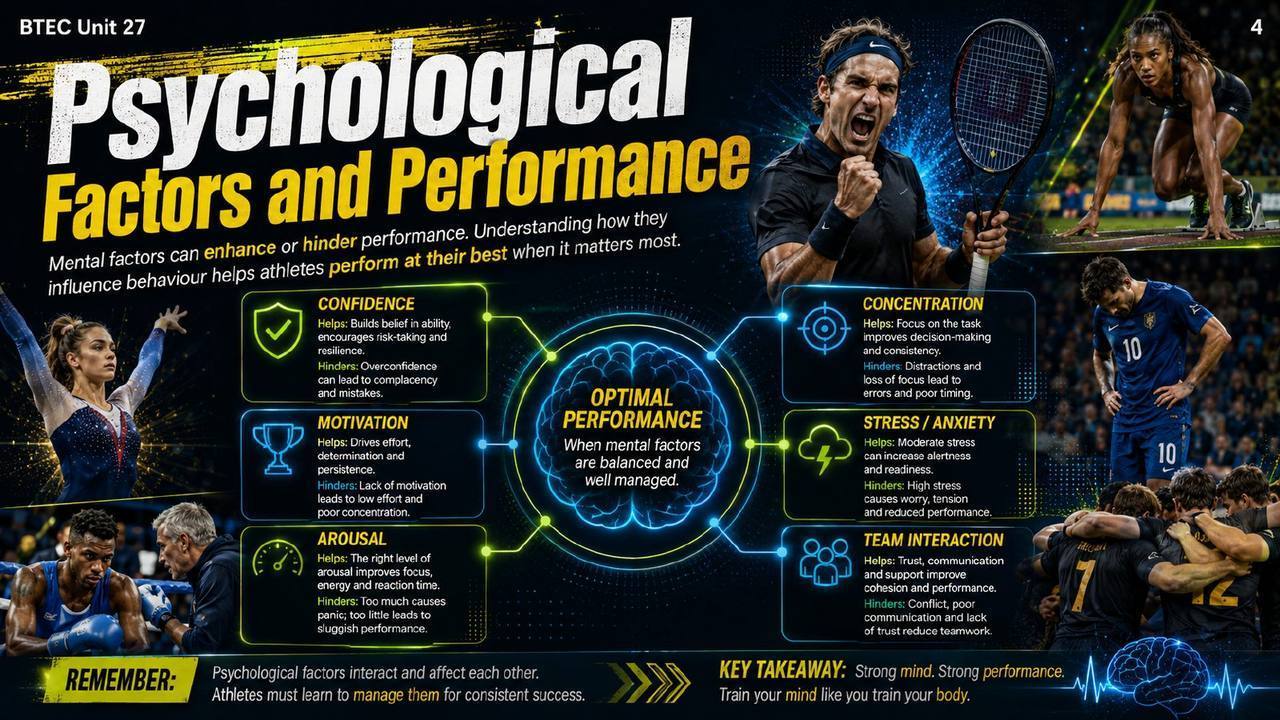 BTEC Unit 27
4
Psychological
Factors and Performance
Mental factors can enhance or hinder performance. Understanding how they
influence behaviour helps athletes perform at their best when it matters most.
CONFIDENCE
Helps: Builds belief in ability,
encourages risk-taking and
resilience.
Hinders: Overconfidence
can lead to complacency
and mistakes.
MOTIVATION
Helps: Drives effort,
determination and
persistence.
Hinders: Lack of motivation
leads to low effort and
poor concentration.
AROUSAL
Helps: The right level of
arousal improves focus,
energy and reaction time.
Hinders: Too much causes
panic; too little leads to
sluggish performance.
OPTIMAL
PERFORMANCE
When mental factors
are balanced and
well managed.
CONCENTRATION
Helps: Focus on the task
improves decision-making
and consistency.
Hinders: Distractions and
loss of focus lead to
errors and poor timing.
STRESS / ANXIETY
Helps: Moderate stress
can increase alertness
and readiness.
Hinders: High stress
causes worry, tension
and reduced performance.
TEAM INTERACTION
Helps: Trust, communication
and support improve
cohesion and performance.
Hinders: Conflict, poor
communication and lack
of trust reduce teamwork.
10
10
7
12
REMEMBER:
Psychological factors interact and affect each other.
Athletes must learn to manage them for consistent success.
KEY TAKEAWAY: Strong mind. Strong performance.
Train your mind like you train your body.